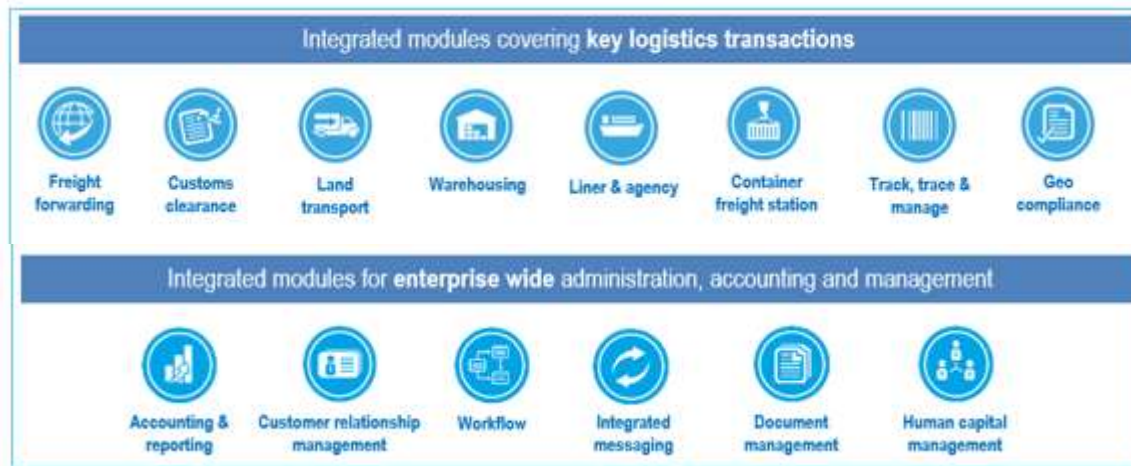 Integrated modules covering key logistics transactions
Freight
forwarding
Customs
clearance
Land
transport
Warehousing
Liner & agency
Container
freight station
Track, trace &
manage
Geo
compliance
Integrated modules for enterprise wide administration, accounting and management
Accounting &
reporting
Customer relationship
management
Workflow
Integrated
messaging
Document
management
Human capital
management